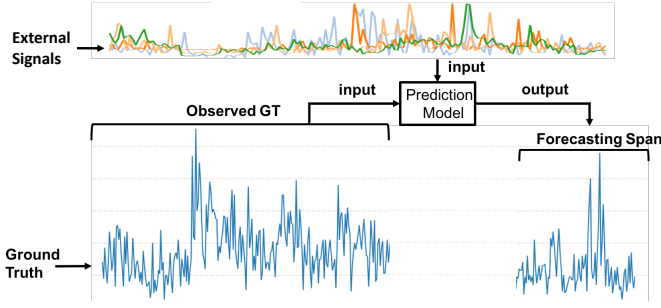 External
Signals
input
input
Prediction
Model
output
Observed GT
Forecasting Span
Ground
Truth